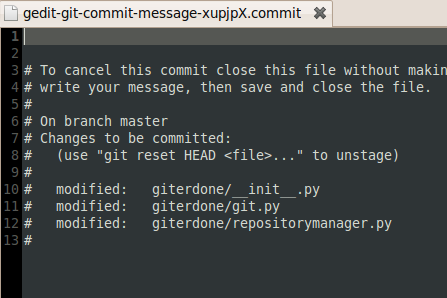 gedit-git-commit-message-xupjpX.commit
1
2
3 # To cancel this commit close this file without
4 # write your message, then save and close the file.
5 #
6 # On branch master
7 # Changes to be committed:
8 #   (use "git reset HEAD <file>..." to unstage)
9 #
10 #   modified:   giterdone/__init__.py
11 #   modified:   giterdone/git.py
12 #   modified:   giterdone/repositorymanager.py
13 #